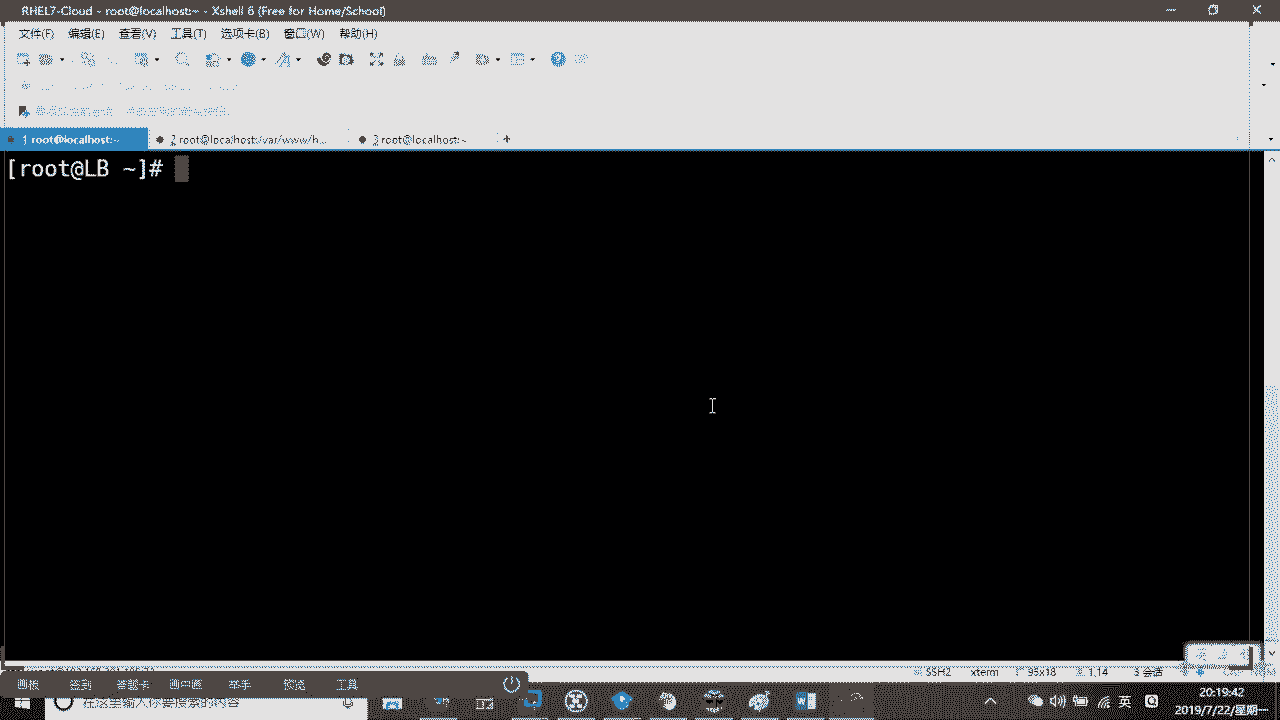 RHEL7-Cloud - root@localhost:~ - Xshell 6 (Free for Home/School)
文件(F) 编辑(E) 查看(V) 工具(T) 选项卡(B) 窗口(W) 帮助(H)
1 root@localhost:~ 2 root@localhost:/var/www/h... 3 root@localhost:~ +
[root@LB ~]#
SSH2 xterm 95x18 1,14 3 会话
画板 签到 答题卡 画中画 举手 预览 工具
在这里输入你要搜索的内容
英
20:19:42
2019/7/22/星期一